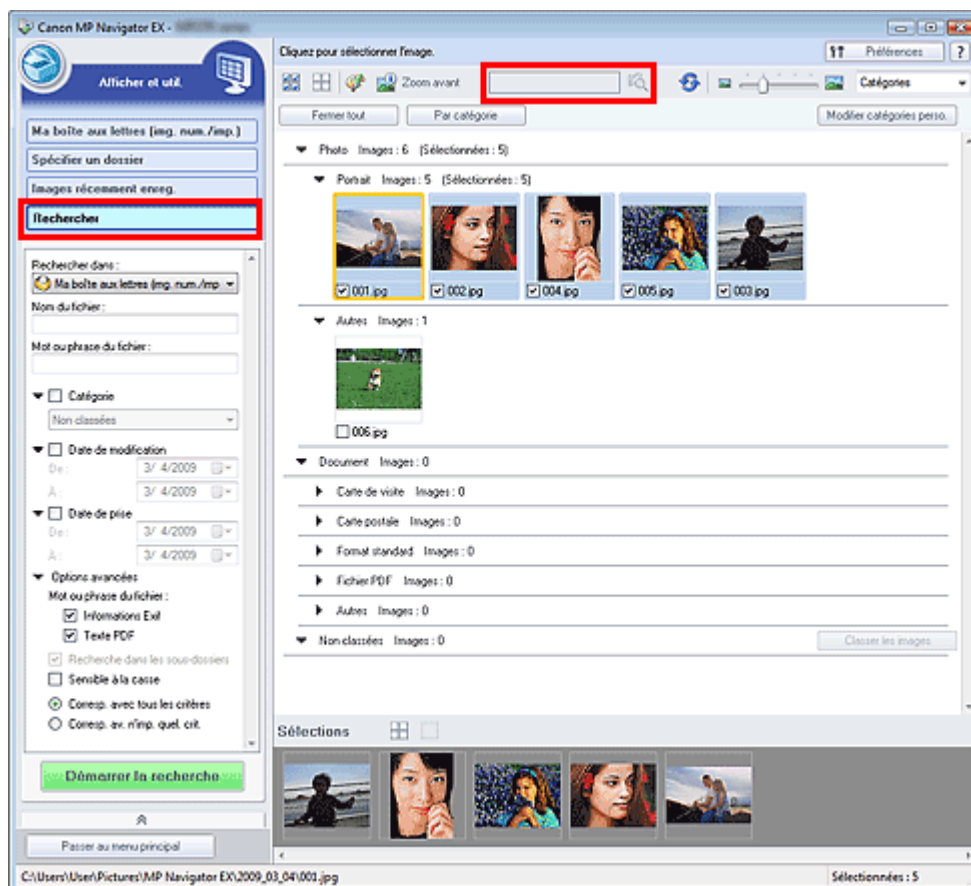 Canon MP Navigator EX -
Cliquez pour sélectionner l'image.
Préférences
?
Afficher et util.
Zoom avant
Catégories
Fermer tout
Par catégorie
Modifier catégories perso.
Ma boîte aux lettres (img. num./imp.)
Spécifier un dossier
Images récemment enreg.
Rechercher
Photo Images : 6 (Sélectionnées : 5)
Portrait Images : 5 (Sélectionnées : 5)
001.jpg
002.jpg
004.jpg
005.jpg
003.jpg
Autres Images : 1
006.jpg
Document Images : 0
Carte de visite Images : 0
Carte postale Images : 0
Format standard Images : 0
Fichier PDF Images : 0
Autres Images : 0
Non classées Images : 0
Classer les images
Rechercher dans :
Ma boîte aux lettres (img. num./imp
Nom du fichier :
Mot ou phrase du fichier :
Catégorie
Non classées
Date de modification
De : 3/ 4/2009
À : 3/ 4/2009
Date de prise
De : 3/ 4/2009
À : 3/ 4/2009
Options avancées
Mot ou phrase du fichier :
Informations Exif
Texte PDF
Recherche dans les sous-dossiers
Sensible à la casse
Corresp. avec tous les critères
Corresp. av. n'imp. quel. crit.
Démarrer la recherche
Passer au menu principal
Sélections
C:\Users\User\Pictures\MP Navigator EX\2009_03_04\001.jpg
Sélectionnées : 5